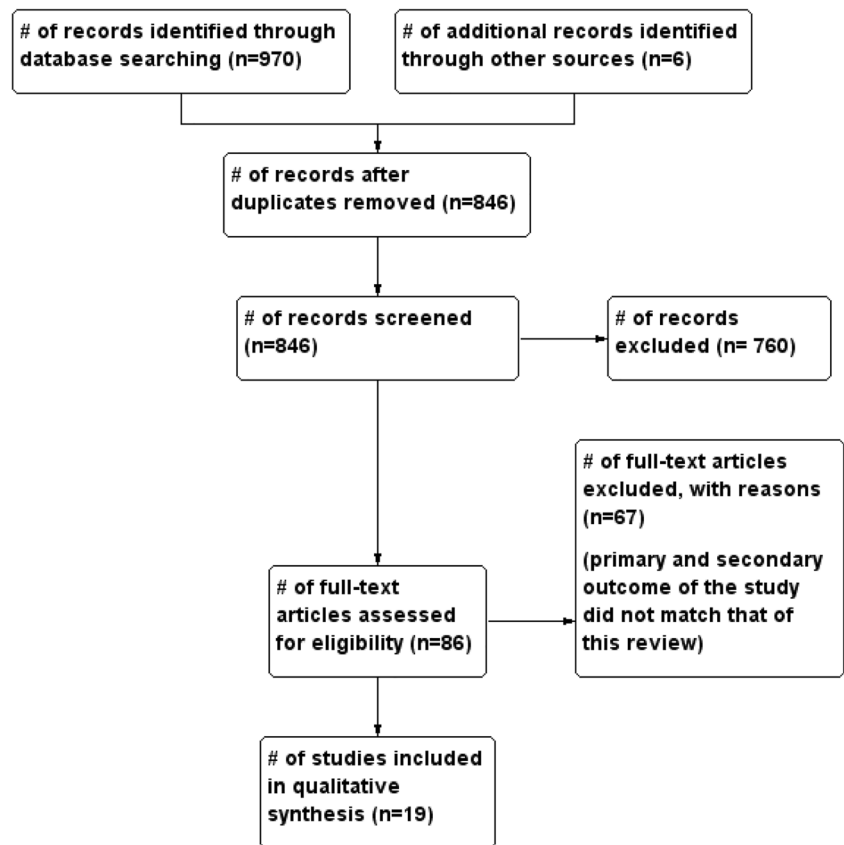 # of records identified through
database searching (n=970)
# of additional records identified
through other sources (n=6)
# of records after
duplicates removed (n=846)
# of records screened
(n=846)
# of records
excluded (n= 760)
# of full-text articles
excluded, with reasons
(n=67)
(primary and secondary
outcome of the study
did not match that of
this review)
# of full-text
articles assessed
for eligibility (n=86)
# of studies included
in qualitative
synthesis (n=19)